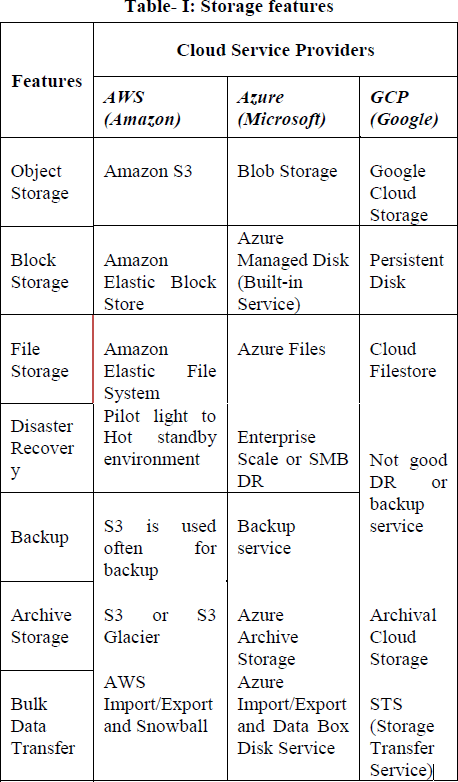 Table- I: Storage features
Features
Cloud Service Providers
AWS
(Amazon)
Azure
(Microsoft)
GCP
(Google)
Object
Storage
Amazon S3
Blob Storage
Google
Cloud
Storage
Block
Storage
Amazon
Elastic Block
Store
Azure
Managed Disk
(Built-in
Service)
Persistent
Disk
File
Storage
Amazon
Elastic File
System
Azure Files
Cloud
Filestore
Disaster
Recover
y
Pilot light to
Hot standby
environment
Enterprise
Scale or SMB
DR
Not good
DR or
backup
service
Backup
S3 is used
often for
backup
Backup
service
Archive
Storage
S3 or S3
Glacier
Azure
Archive
Storage
Archival
Cloud
Storage
Bulk
Data
Transfer
AWS
Import/Export
and Snowball
Azure
Import/Export
and Data Box
Disk Service
STS
(Storage
Transfer
Service)